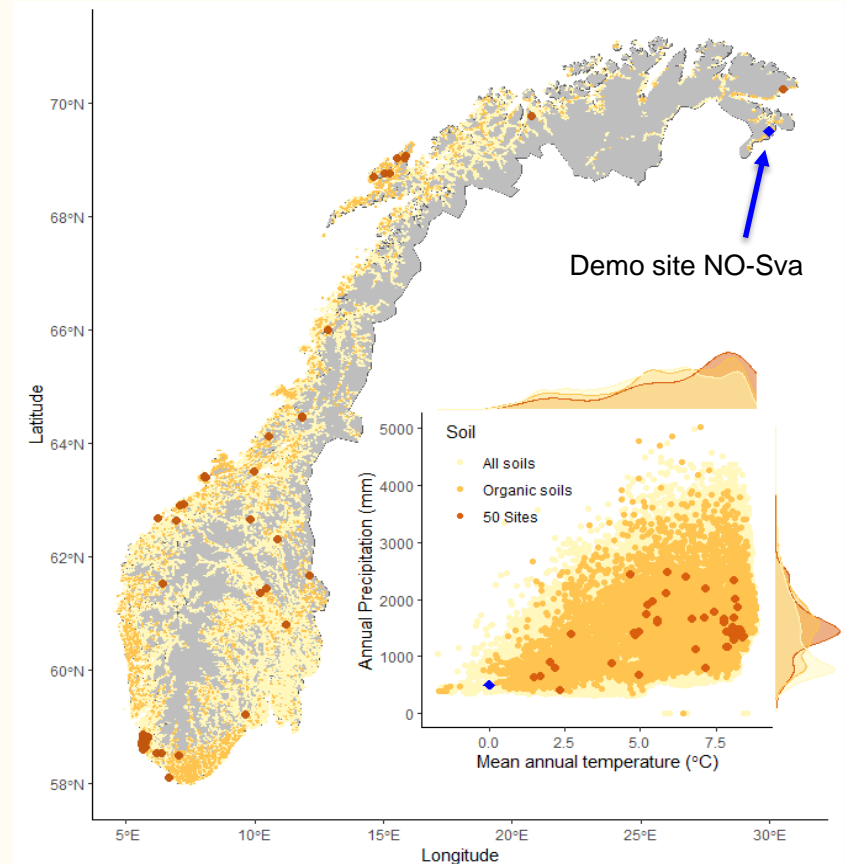 70°N
68°N
66°N
64°N
62°N
60°N
58°N
Latitude
5°E
10°E
15°E
20°E
25°E
30°E
Longitude
Demo site NO-Sva
Soil
All soils
Organic soils
50 Sites
5000
4000
3000
2000
1000
0
Annual Precipitation (mm)
0.0
2.5
5.0
7.5
Mean annual temperature (°C)